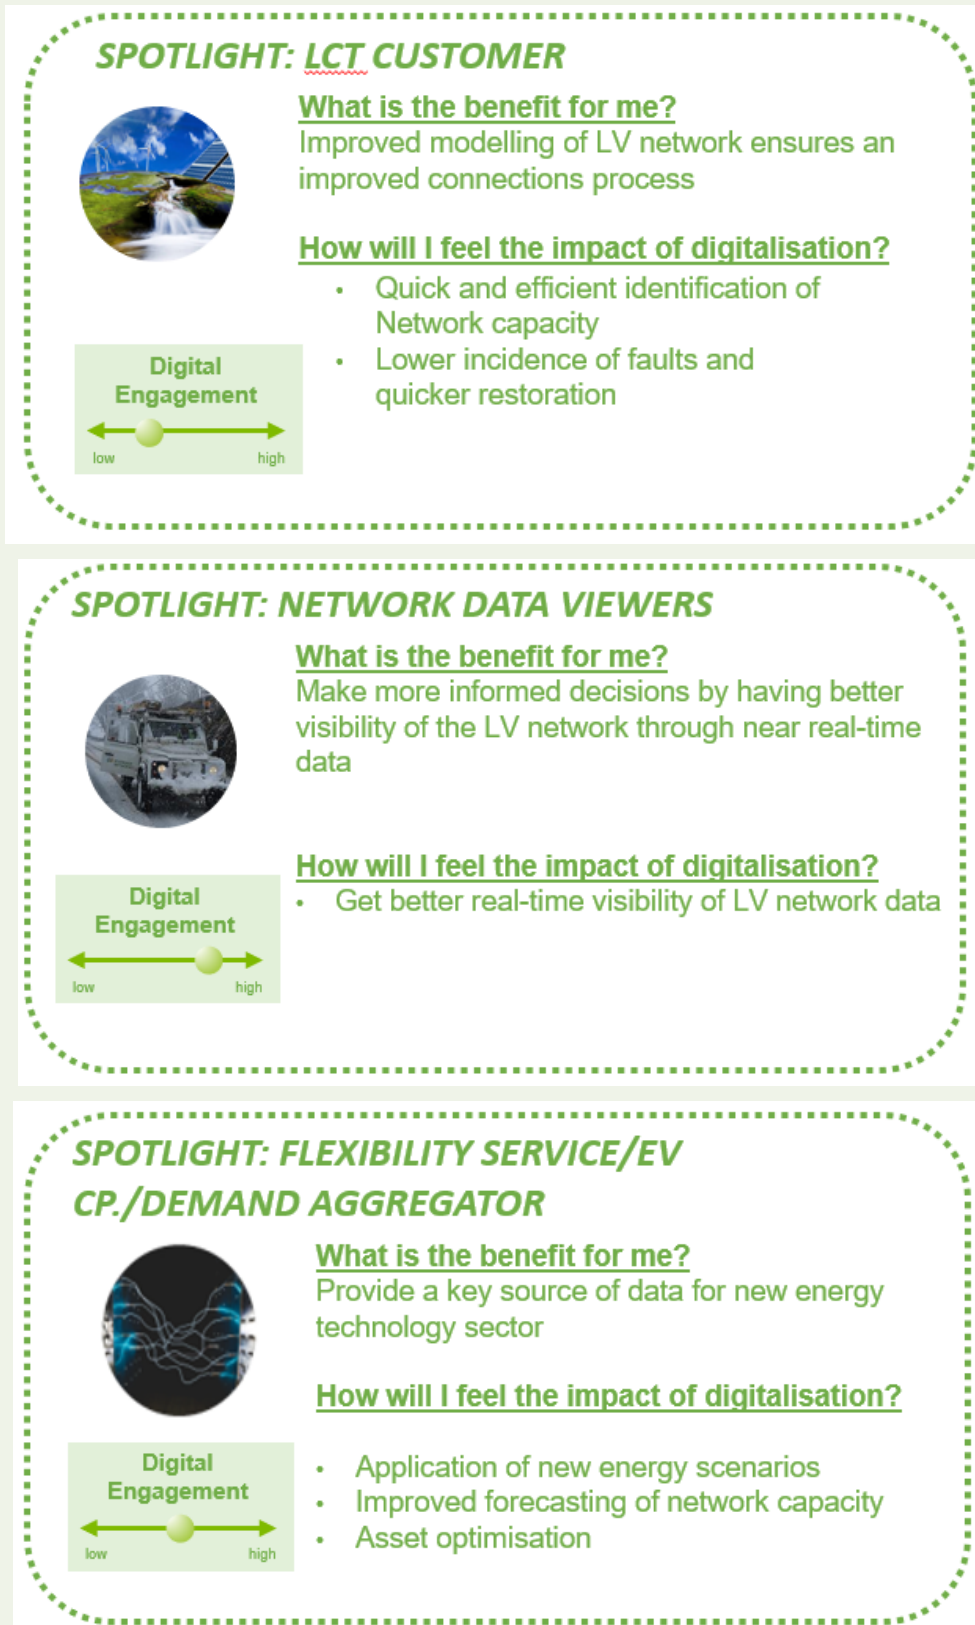 SPOTLIGHT: LCT CUSTOMER
What is the benefit for me?
Improved modelling of LV network ensures an
improved connections process
How will I feel the impact of digitalisation?
• Quick and efficient identification of
Network capacity
• Lower incidence of faults and
quicker restoration
Digital
Engagement
low high
SPOTLIGHT: NETWORK DATA VIEWERS
What is the benefit for me?
Make more informed decisions by having better
visibility of the LV network through near real-time
data
How will I feel the impact of digitalisation?
• Get better real-time visibility of LV network data
Digital
Engagement
low high
SPOTLIGHT: FLEXIBILITY SERVICE/EV
CP./DEMAND AGGREGATOR
What is the benefit for me?
Provide a key source of data for new energy
technology sector
How will I feel the impact of digitalisation?
• Application of new energy scenarios
• Improved forecasting of network capacity
• Asset optimisation
Digital
Engagement
low high